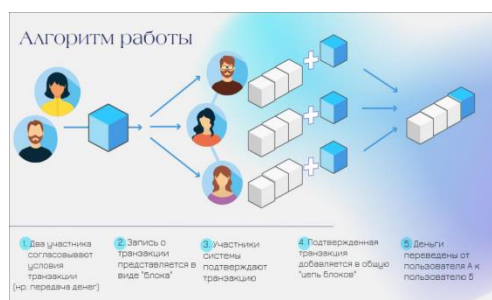 Алгоритм работы
1. Два участника
согласовывают
условия
транзакции
(нр. передача денег)
2. Запись о
транзакции
представляется в
виде "блока"
3. Участники
системы
подтверждают
транзакцию
4. Подтвержденная
транзакция
добавляется в общую
"цепь блоков"
5. Деньги
переведены от
пользователя А к
пользователю Б